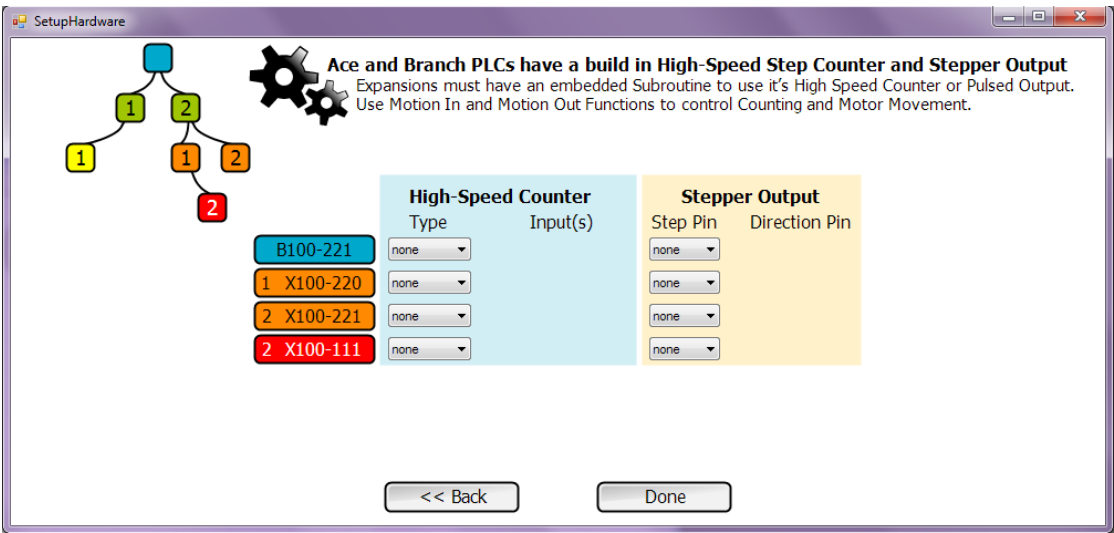 SetupHardware
Ace and Branch PLCs have a build in High-Speed Step Counter and Stepper Output
Expansions must have an embedded Subroutine to use it's High Speed Counter or Pulsed Output.
Use Motion In and Motion Out Functions to control Counting and Motor Movement.
1 2
1 1 2
2
High-Speed Counter Stepper Output
Type Input(s) Step Pin Direction Pin
B100-221 none none
1 X100-220 none none
2 X100-221 none none
2 X100-111 none none
<< Back Done